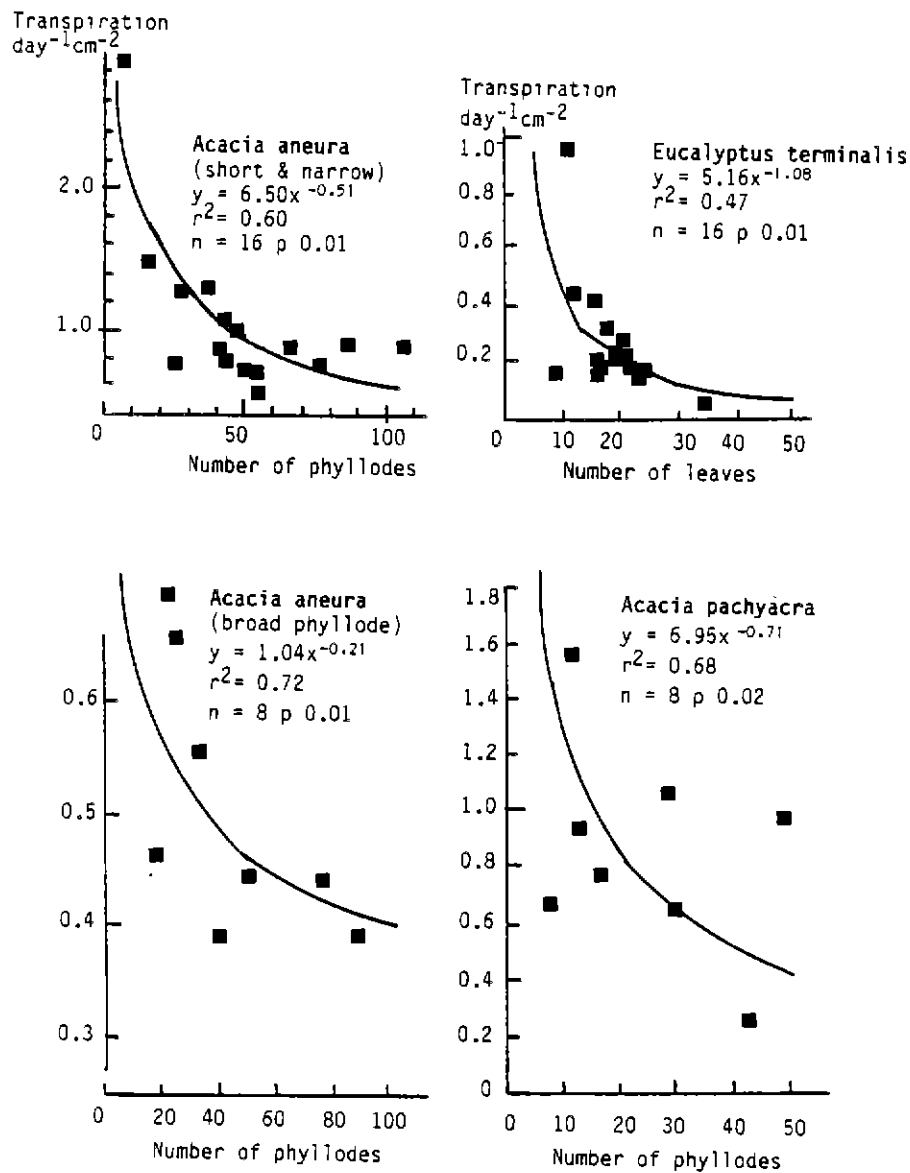 Transpiration
day⁻¹cm⁻²
2.0
1.0
0
50
100
Number of phyllodes
Acacia aneura
(short & narrow)
y = 6.50x⁻⁰·⁵¹
r²= 0.60
n = 16 p 0.01
Transpiration
day⁻¹cm⁻²
1.0
0.8
0.6
0.4
0.2
0 10 20 30 40 50
Number of leaves
Eucalyptus terminalis
y = 5.16x⁻¹·⁰⁸
r²= 0.47
n = 16 p 0.01
0.6
0.5
0.4
0.3
0 20 40 60 80 100
Number of phyllodes
Acacia aneura
(broad phyllode)
y = 1.04x⁻⁰·²¹
r²= 0.72
n = 8 p 0.01
1.8
1.6
1.4
1.2
1.0
0.8
0.6
0.4
0.2
0
0 10 20 30 40 50
Number of phyllodes
Acacia pachyacra
y = 6.95x⁻⁰·⁷¹
r²= 0.68
n = 8 p 0.02